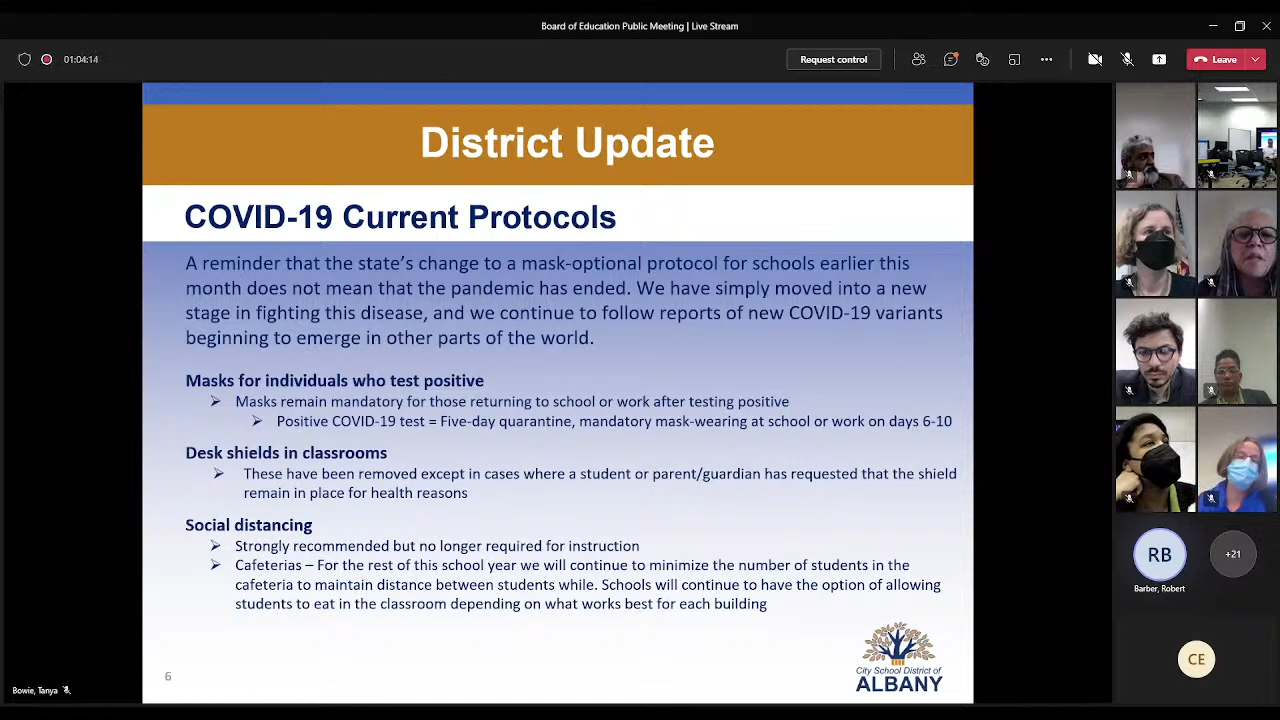 Board of Education Public Meeting | Live Stream
01:04:14
Request control
Leave
District Update
COVID-19 Current Protocols
A reminder that the state's change to a mask-optional protocol for schools earlier this
month does not mean that the pandemic has ended. We have simply moved into a new
stage in fighting this disease, and we continue to follow reports of new COVID-19 variants
beginning to emerge in other parts of the world.
Masks for individuals who test positive
Masks remain mandatory for those returning to school or work after testing positive
Positive COVID-19 test = Five-day quarantine, mandatory mask-wearing at school or work on days 6-10
Desk shields in classrooms
These have been removed except in cases where a student or parent/guardian has requested that the shield
remain in place for health reasons
Social distancing
Strongly recommended but no longer required for instruction
Cafeterias – For the rest of this school year we will continue to minimize the number of students in the
cafeteria to maintain distance between students while. Schools will continue to have the option of allowing
students to eat in the classroom depending on what works best for each building
6
City School District of
ALBANY
Bowie, Tanya
RB
+21
Barber, Robert
CE